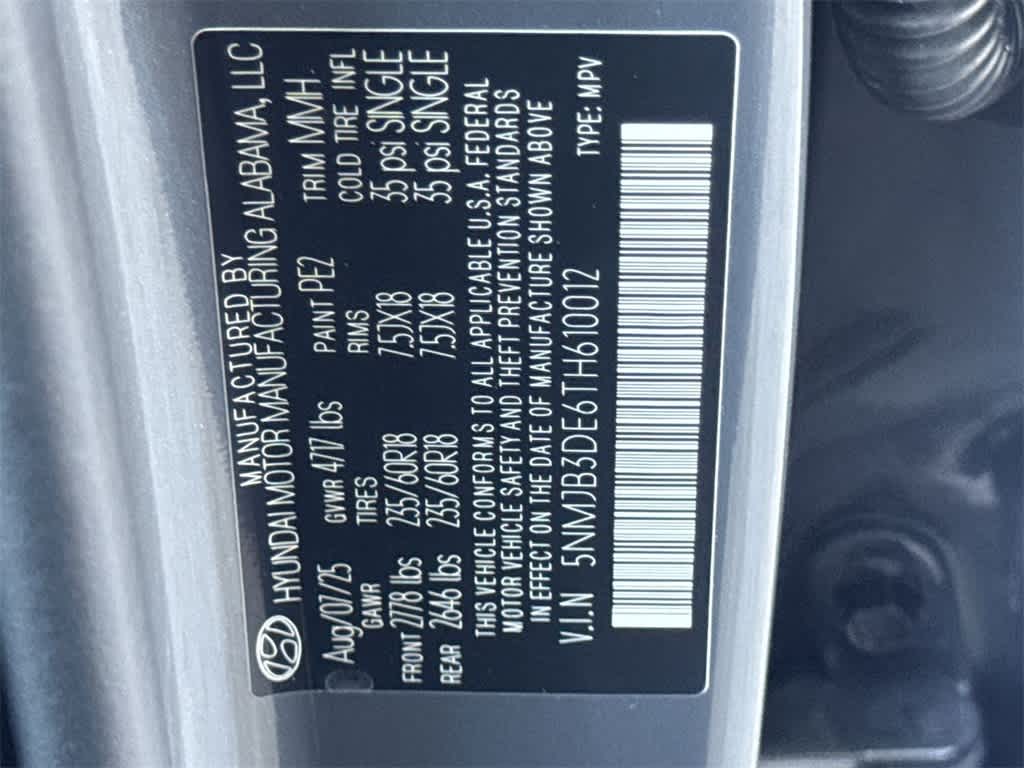 MANUFACTURED BY
HYUNDAI MOTOR MANUFACTURING ALABAMA, LLC
Aug/07/25 GVWR 4717 lbs PAINT PE2 TRIM MMH
GAWR TIRES RIMS COLD TIRE INFL
FRONT 2778 lbs 235/60R18 7.5JX18 35 psi SINGLE
REAR 2646 lbs 235/60R18 7.5JX18 35 psi SINGLE
THIS VEHICLE CONFORMS TO ALL APPLICABLE U.S.A. FEDERAL
MOTOR VEHICLE SAFETY AND THEFT PREVENTION STANDARDS
IN EFFECT ON THE DATE OF MANUFACTURE SHOWN ABOVE
V.I.N 5NMJB3DE6TH610012 TYPE: MPV